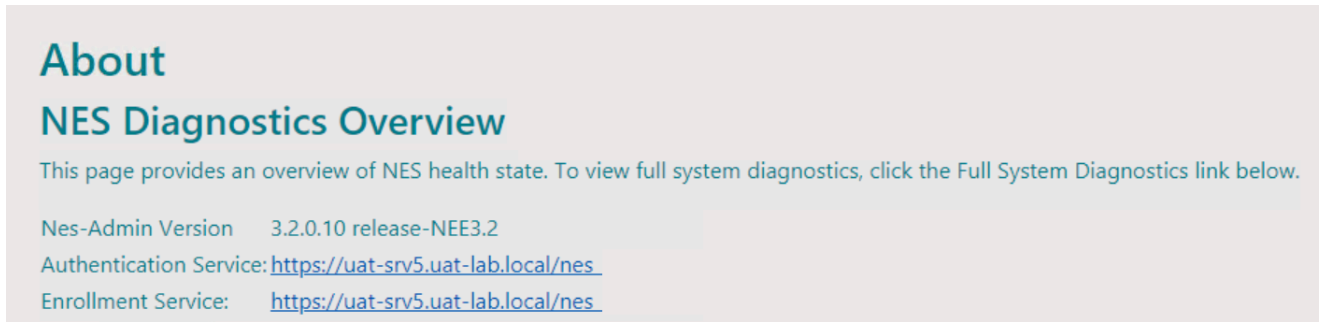 About
NES Diagnostics Overview
This page provides an overview of NES health state. To view full system diagnostics, click the Full System Diagnostics link below.
Nes-Admin Version 3.2.0.10 release-NEE3.2
Authentication Service: https://uat-srv5.uat-lab.local/nes
Enrollment Service: https://uat-srv5.uat-lab.local/nes